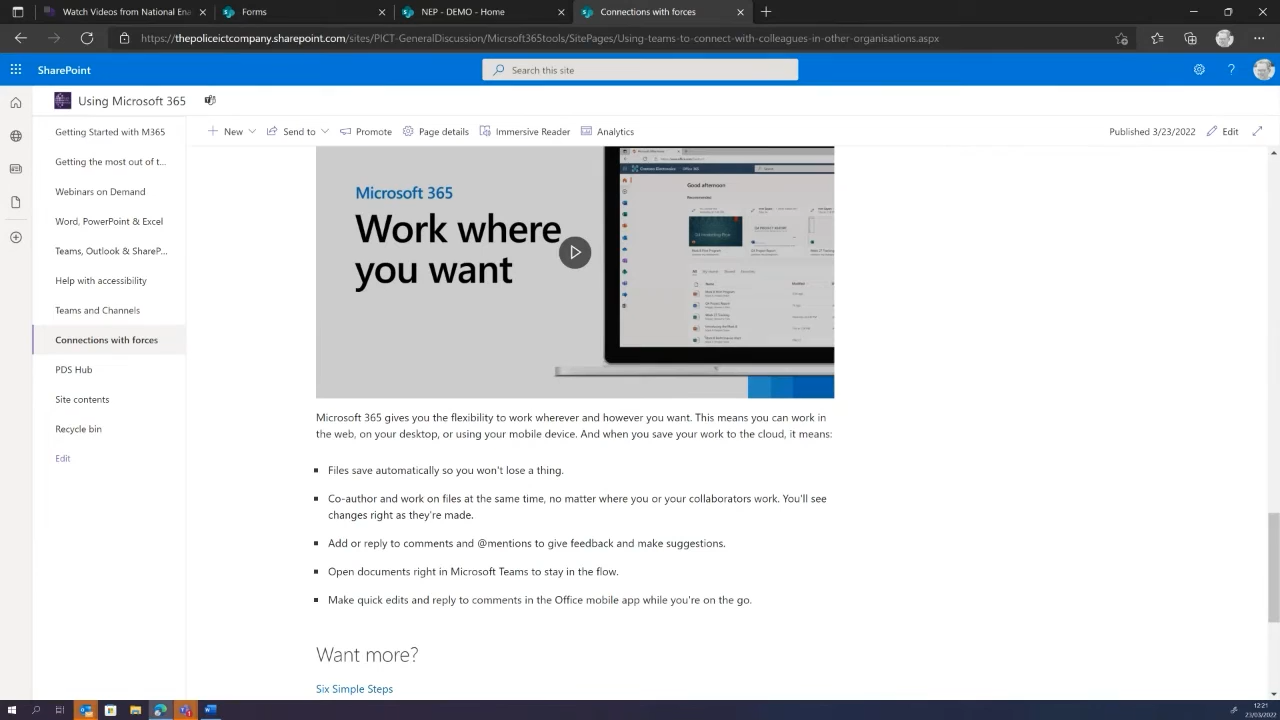 Watch Videos from National Ena
Forms
NEP - DEMO - Home
Connections with forces
https://thepoliceictcompany.sharepoint.com/sites/PICT-GeneralDiscussion/Micrsoft365tools/SitePages/Using-teams-to-connect-with-colleagues-in-other-organisations.aspx
SharePoint
Search this site
Using Microsoft 365
Getting Started with M365
Getting the most out of t...
Webinars on Demand
Word, PowerPoint & Excel
Teams, Outlook & ShareP...
Help with accessibility
Teams and Channels
Connections with forces
PDS Hub
Site contents
Recycle bin
Edit
New
Send to
Promote
Page details
Immersive Reader
Analytics
Published 3/23/2022
Edit
Microsoft 365
Work where
you want
Good afternoon
Microsoft 365 gives you the flexibility to work wherever and however you want. This means you can work in
the web, on your desktop, or using your mobile device. And when you save your work to the cloud, it means:
Files save automatically so you won't lose a thing.
Co-author and work on files at the same time, no matter where you or your collaborators work. You'll see
changes right as they're made.
Add or reply to comments and @mentions to give feedback and make suggestions.
Open documents right in Microsoft Teams to stay in the flow.
Make quick edits and reply to comments in the Office mobile app while you're on the go.
Want more?
Six Simple Steps
12:21
23/03/2022